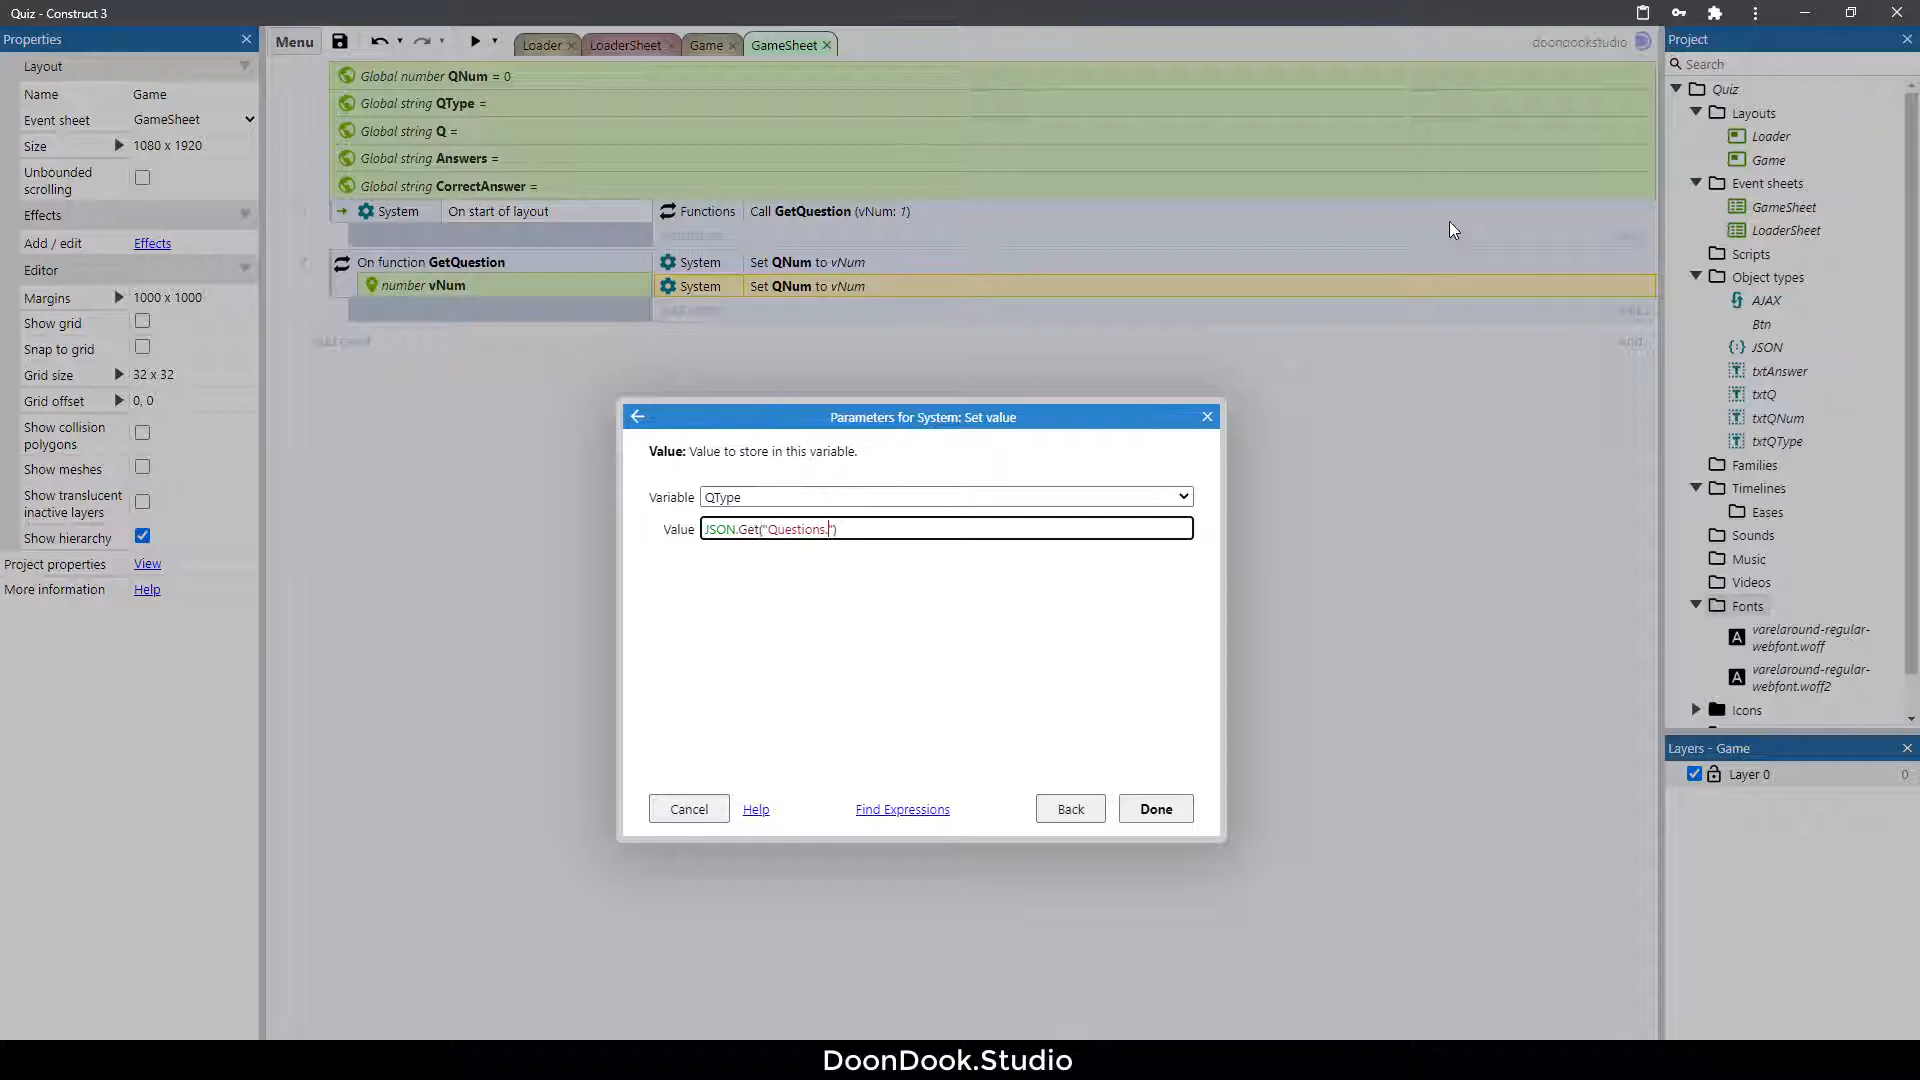 Quiz - Construct 3
Properties
Layout
Name Game
Event sheet GameSheet
Size 1080 x 1920
Unbounded
scrolling
Effects
Add / edit Effects
Editor
Margins 1000 x 1000
Show grid
Snap to grid
Grid size 32 x 32
Grid offset 0, 0
Show collision
polygons
Show meshes
Show translucent
inactive layers
Show hierarchy
Project properties View
More information Help
Menu
Loader
LoaderSheet
Game
GameSheet
doondookstudio
Global number QNum = 0
Global string QType =
Global string Q =
Global string Answers =
Global string CorrectAnswer =
System On start of layout Functions Call GetQuestion (vNum: 1)
On function GetQuestion System Set QNum to vNum
number vNum System Set QNum to vNum
Parameters for System: Set value
Value: Value to store in this variable.
Variable QType
Value JSON.Get("Questions.")
Cancel Help Find Expressions Back Done
Project
Search
Quiz
Layouts
Loader
Game
Event sheets
GameSheet
LoaderSheet
Scripts
Object types
AJAX
Btn
JSON
txtAnswer
txtQ
txtQNum
txtQType
Families
Timelines
Eases
Sounds
Music
Videos
Fonts
varelaround-regular-
webfont.woff
varelaround-regular-
webfont.woff2
Icons
Layers - Game
Layer 0 0
DoonDook.Studio